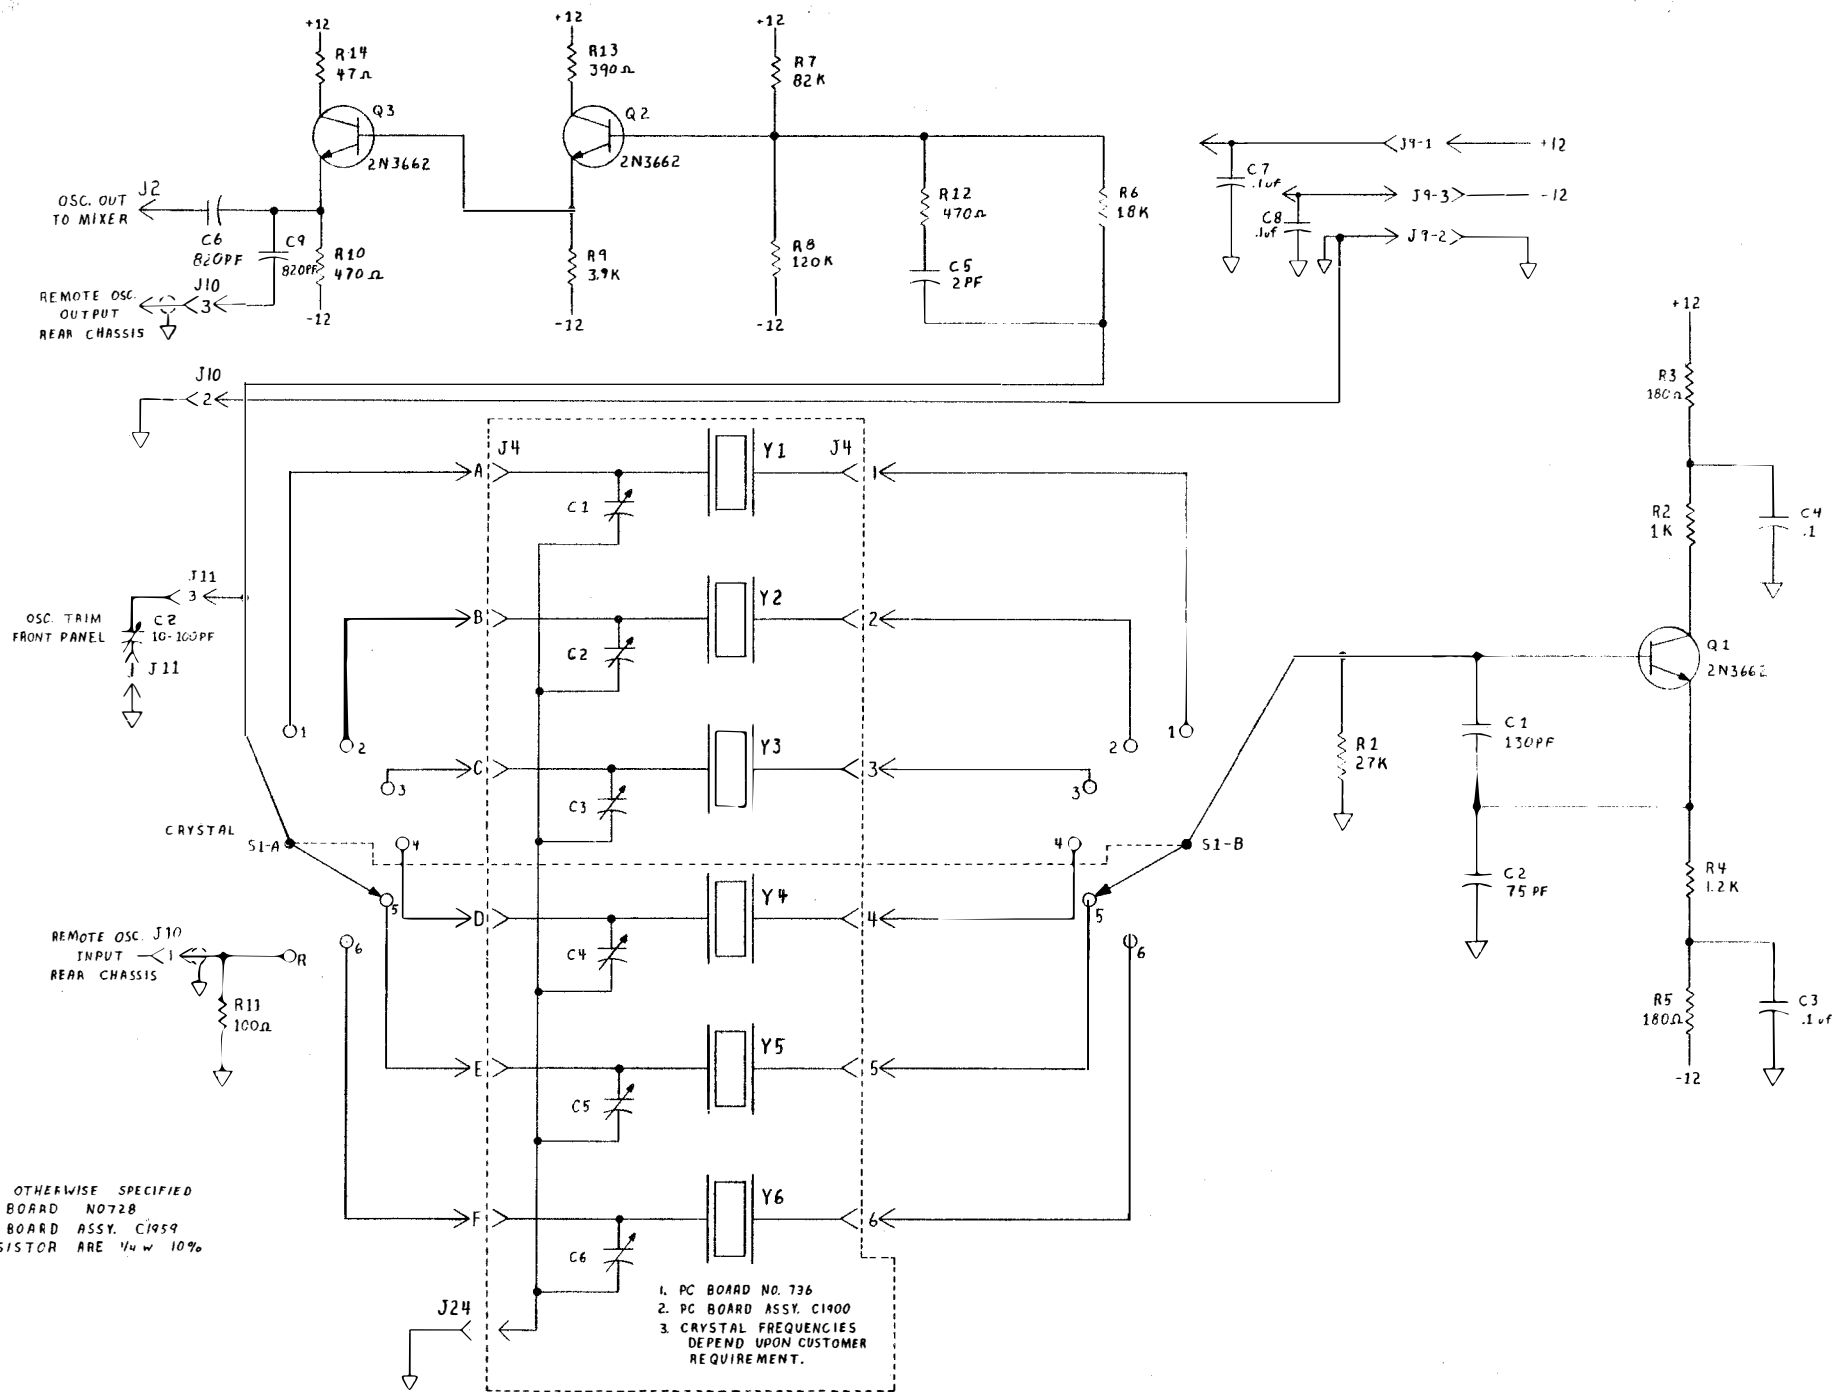 +12
R14
47Ω
Q3
2N3662
+12
R13
390Ω
Q2
2N3662
+12
R7
82K
J9-1
+12
C7
.1uf
J9-3
-12
C8
.1uf
J9-2
OSC. OUT
TO MIXER
J2
C6
820PF
C9
820PF
R10
470Ω
-12
R9
3.9K
-12
R8
120K
-12
R12
470Ω
C5
2PF
R6
18K
REMOTE OSC.
OUTPUT
REAR CHASSIS
J10
3
J10
2
+12
R3
180Ω
R2
1K
C4
.1
Q1
2N3662
R1
27K
C1
130PF
C2
75PF
R4
1.2K
R5
180Ω
C3
.1uf
-12
J4
J4
A
Y1
1
C1
B
Y2
2
C2
C
Y3
3
C3
D
Y4
4
C4
E
Y5
5
C5
F
Y6
6
C6
OSC. TRIM
FRONT PANEL
J11
3
C2
10-100PF
J11
1
1
2
3
4
5
6
2
1
3
4
5
6
CRYSTAL
S1-A
S1-B
REMOTE OSC.
INPUT
REAR CHASSIS
J10
1
R
R11
100Ω
OTHERWISE SPECIFIED
BOARD NO728
BOARD ASSY. C1959
SISTOR ARE 1/4 W 10%
J24
1. PC BOARD NO. 736
2. PC BOARD ASSY. C1900
3. CRYSTAL FREQUENCIES
DEPEND UPON CUSTOMER
REQUIREMENT.